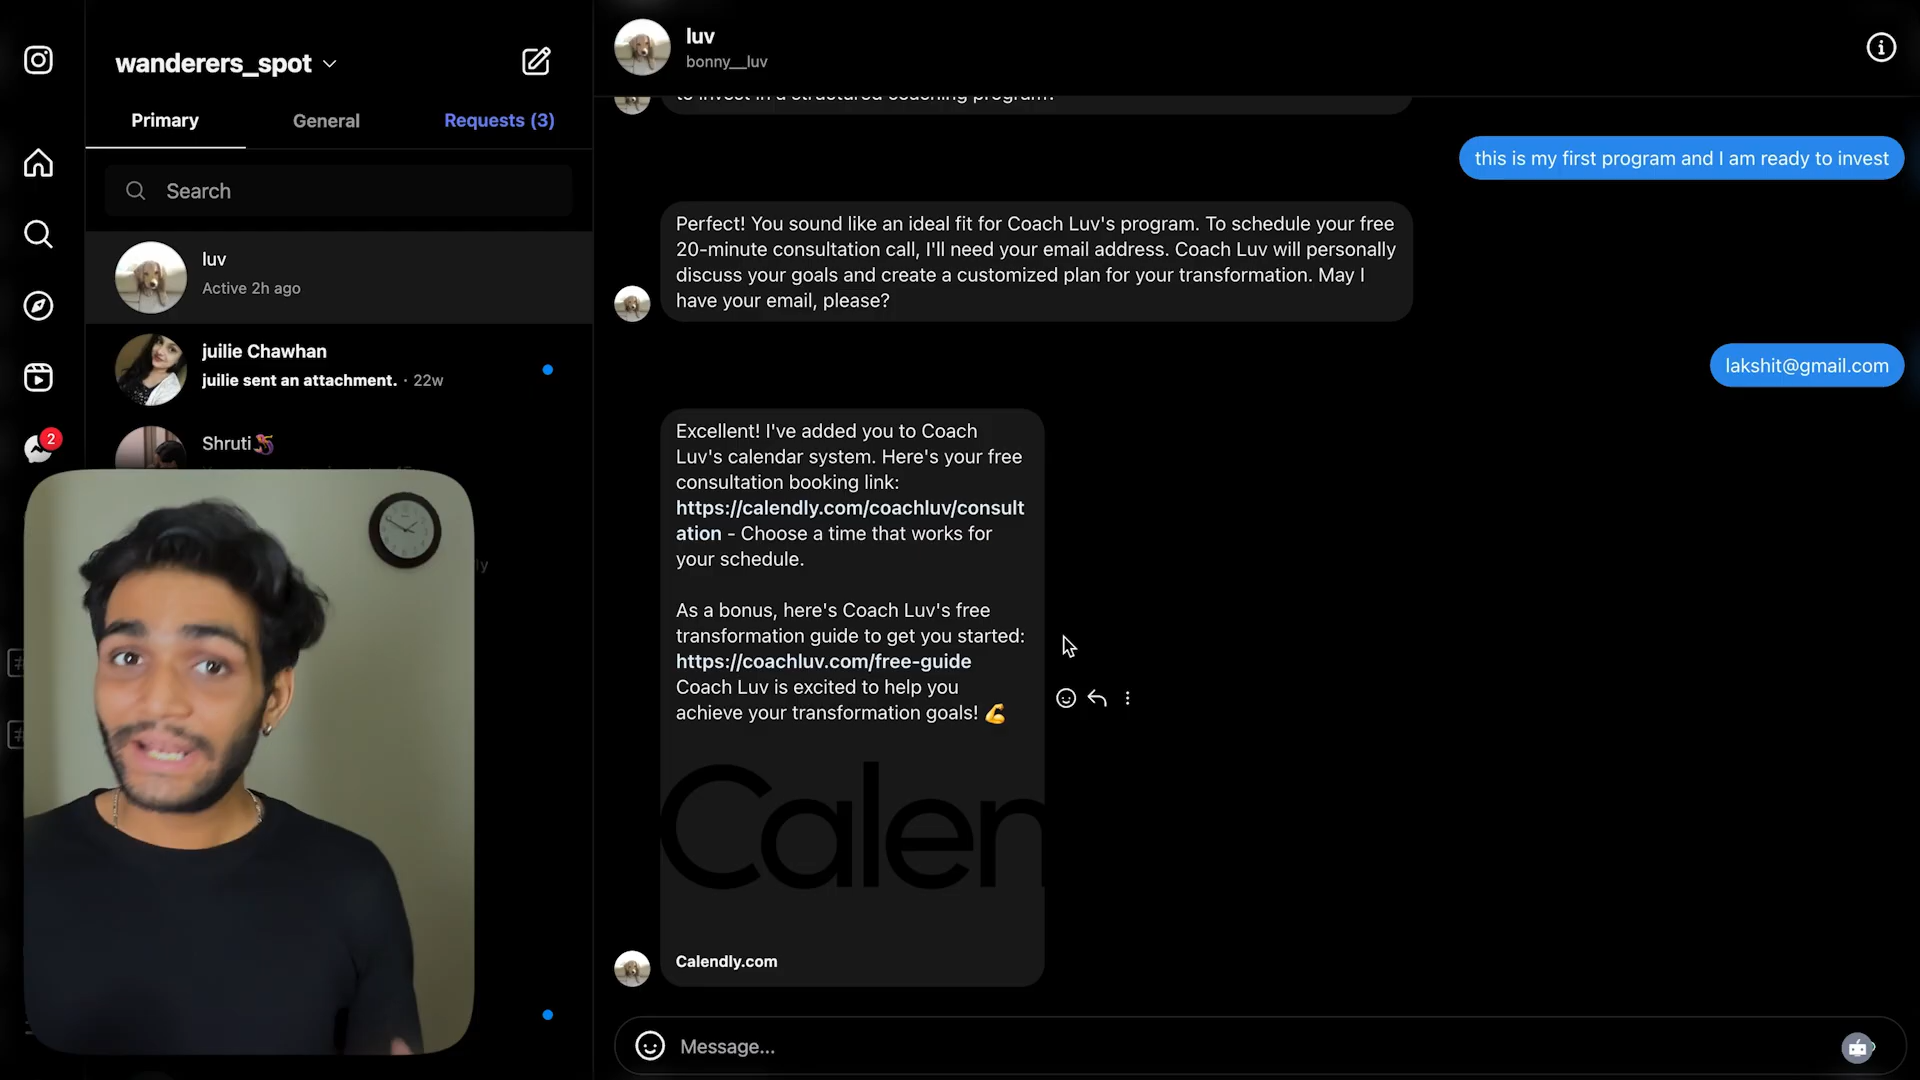 wanderers_spot
Primary
General
Requests (3)
Search
luv
Active 2h ago
juilie Chawhan
juilie sent an attachment. · 22w
Shruti
2
ly
luv
bonny__luv
to invest in a structured coaching program?
this is my first program and I am ready to invest
Perfect! You sound like an ideal fit for Coach Luv's program. To schedule your free
20-minute consultation call, I'll need your email address. Coach Luv will personally
discuss your goals and create a customized plan for your transformation. May I
have your email, please?
lakshit@gmail.com
Excellent! I've added you to Coach
Luv's calendar system. Here's your free
consultation booking link:
https://calendly.com/coachluv/consult
ation - Choose a time that works for
your schedule.
As a bonus, here's Coach Luv's free
transformation guide to get you started:
https://coachluv.com/free-guide
Coach Luv is excited to help you
achieve your transformation goals! 💪
Calen
Calendly.com
Message...